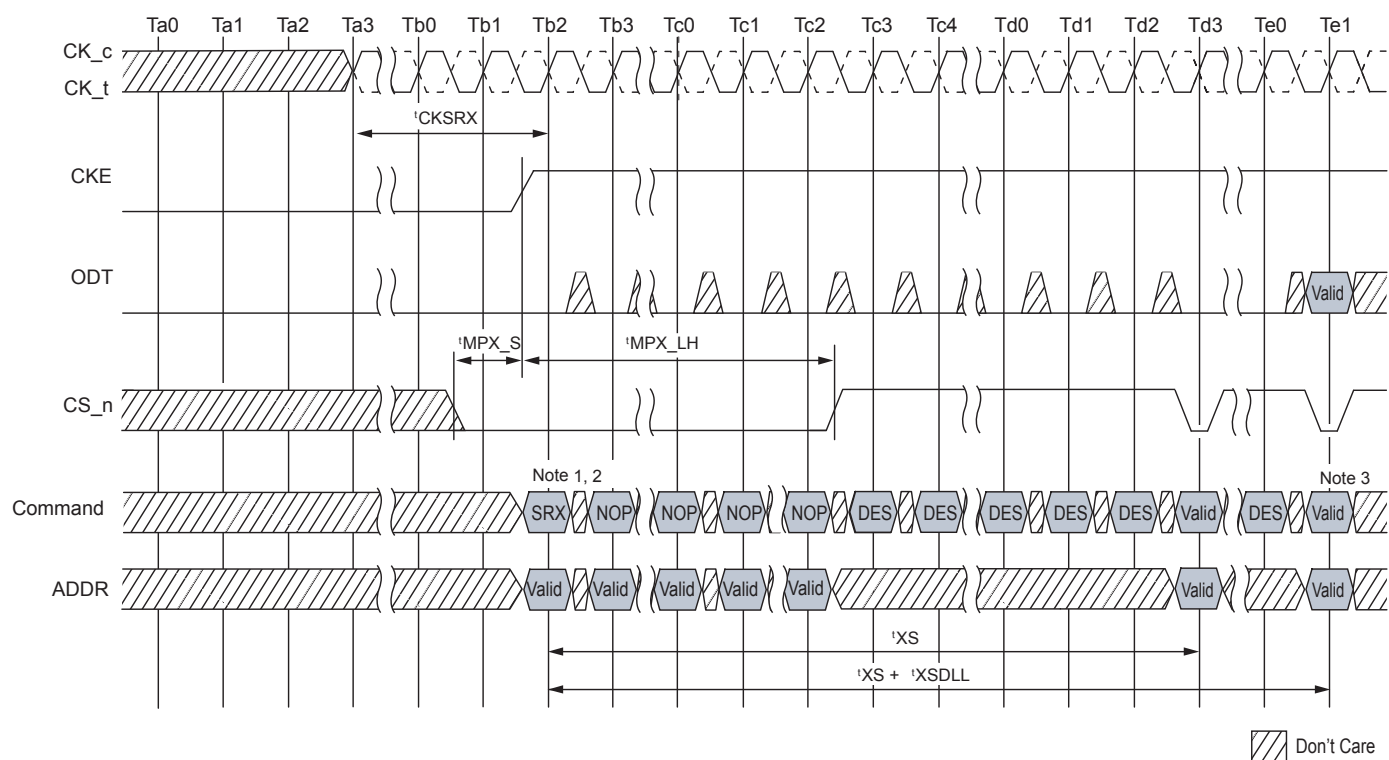 Ta0 Ta1 Ta2 Ta3 Tb0 Tb1 Tb2 Tb3 Tc0 Tc1 Tc2 Tc3 Tc4 Td0 Td1 Td2 Td3 Te0 Te1
CK_c
CK_t
tCKSRX
CKE
ODT
Valid
tMPX_S tMPX_LH
CS_n
Note 1, 2 Note 3
Command SRX NOP NOP NOP NOP DES DES DES DES DES Valid DES Valid
ADDR Valid Valid Valid Valid Valid Valid Valid
tXS
tXS + tXSDLL
Don't Care